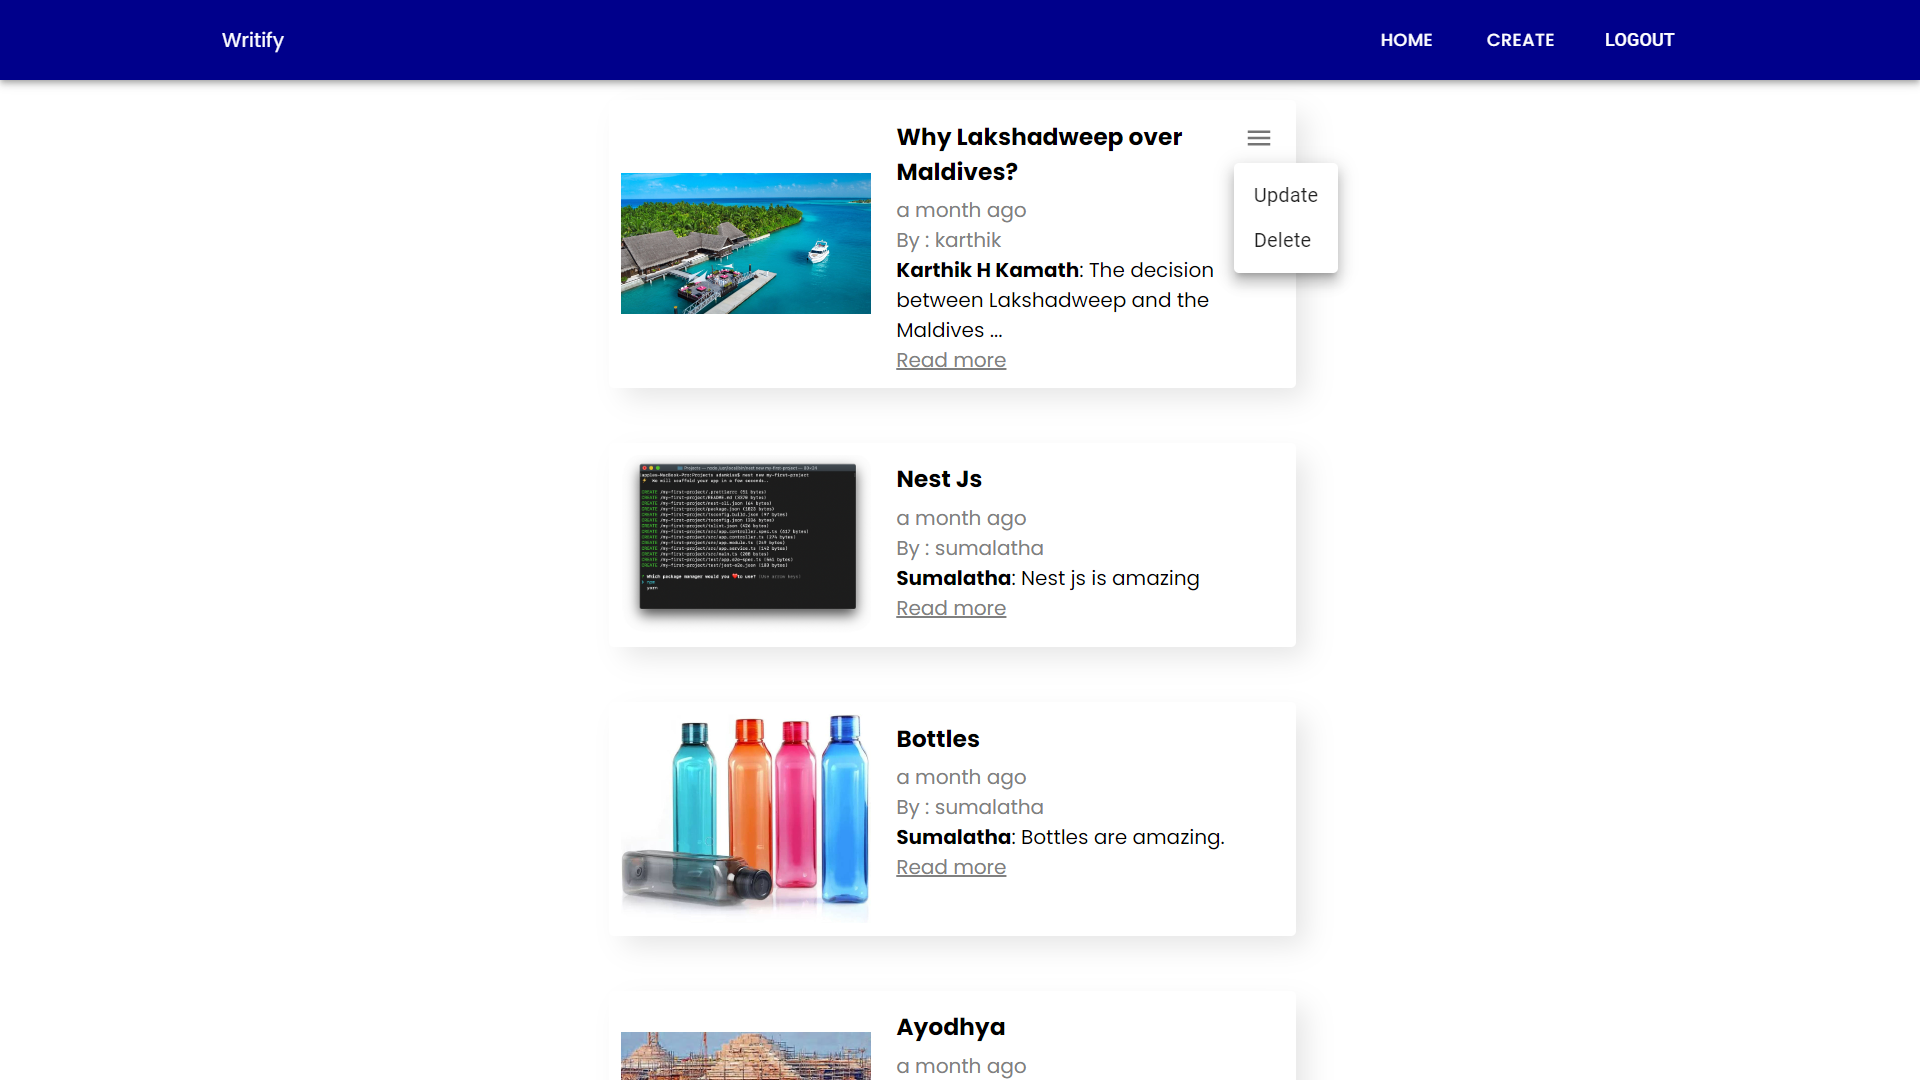 Writify
HOME
CREATE
LOGOUT
Why Lakshadweep over
Maldives?
a month ago
By : karthik
Karthik H Kamath: The decision
between Lakshadweep and the
Maldives ...
Read more
Update
Delete
Nest Js
a month ago
By : sumalatha
Sumalatha: Nest js is amazing
Read more
Bottles
a month ago
By : sumalatha
Sumalatha: Bottles are amazing.
Read more
Ayodhya
a month ago